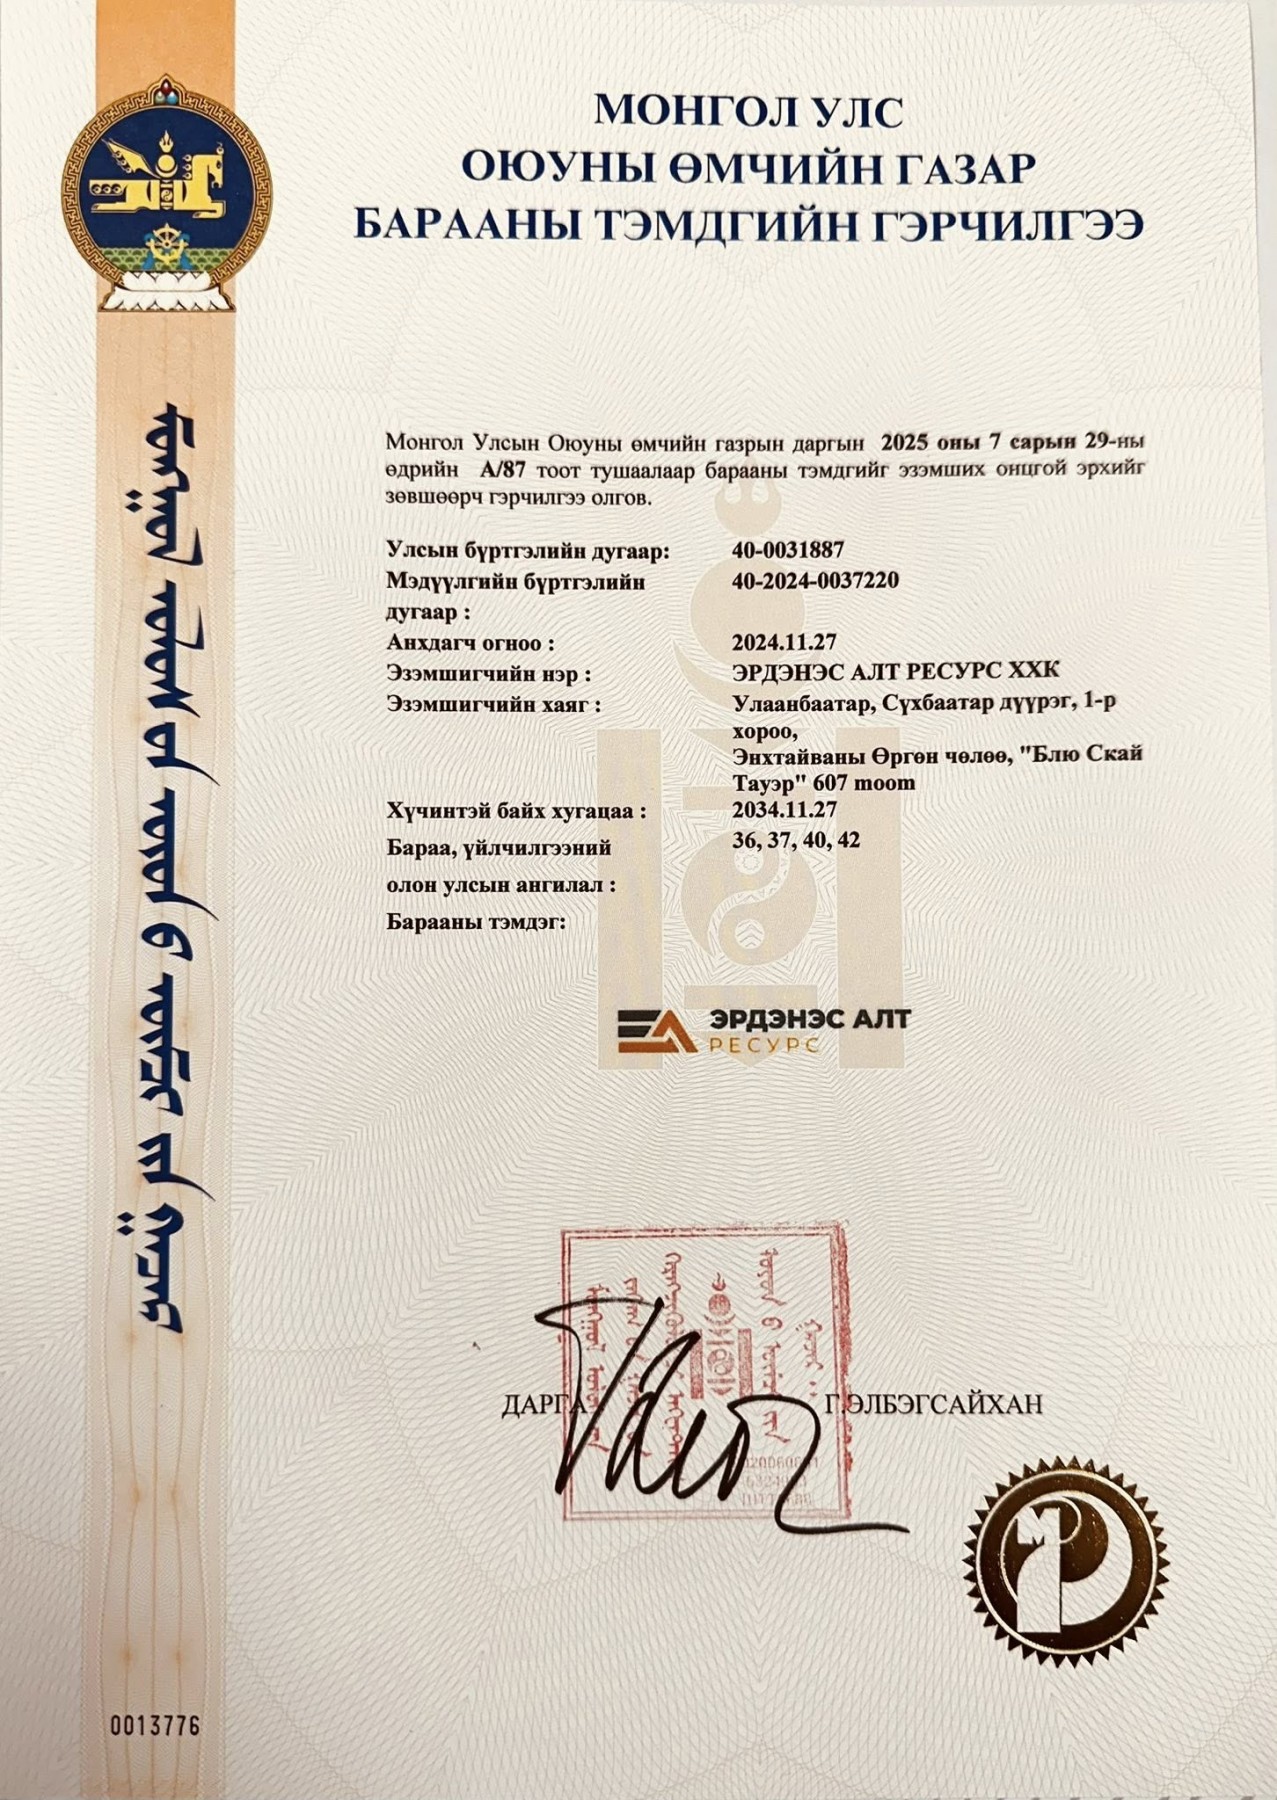 МОНГОЛ УЛС
ОЮУНЫ ӨМЧИЙН ГАЗАР
БАРААНЫ ТЭМДГИЙН ГЭРЧИЛГЭЭ
Монгол Улсын Оюуны өмчийн газрын даргын 2025 оны 7 сарын 29-ны
өдрийн А/87 тоот тушаалаар барааны тэмдгийг эзэмших онцгой эрхийг
зөвшөөрч гэрчилгээ олгов.
Улсын бүртгэлийн дугаар: 40-0031887
Мэдүүлгийн бүртгэлийн 40-2024-0037220
дугаар :
Анхдагч огноо : 2024.11.27
Эзэмшигчийн нэр : ЭРДЭНЭС АЛТ РЕСУРС ХХК
Эзэмшигчийн хаяг : Улаанбаатар, Сүхбаатар дүүрэг, 1-р
хороо,
Энхтайваны Өргөн чөлөө, "Блю Скай
Тауэр" 607 тоот
Хүчинтэй байх хугацаа : 2034.11.27
Бараа, үйлчилгээний 36, 37, 40, 42
олон улсын ангилал :
Барааны тэмдэг:
ЭРДЭНЭС АЛТ
РЕСУРС
ДАРГА Г.ЭЛБЭГСАЙХАН
0013776